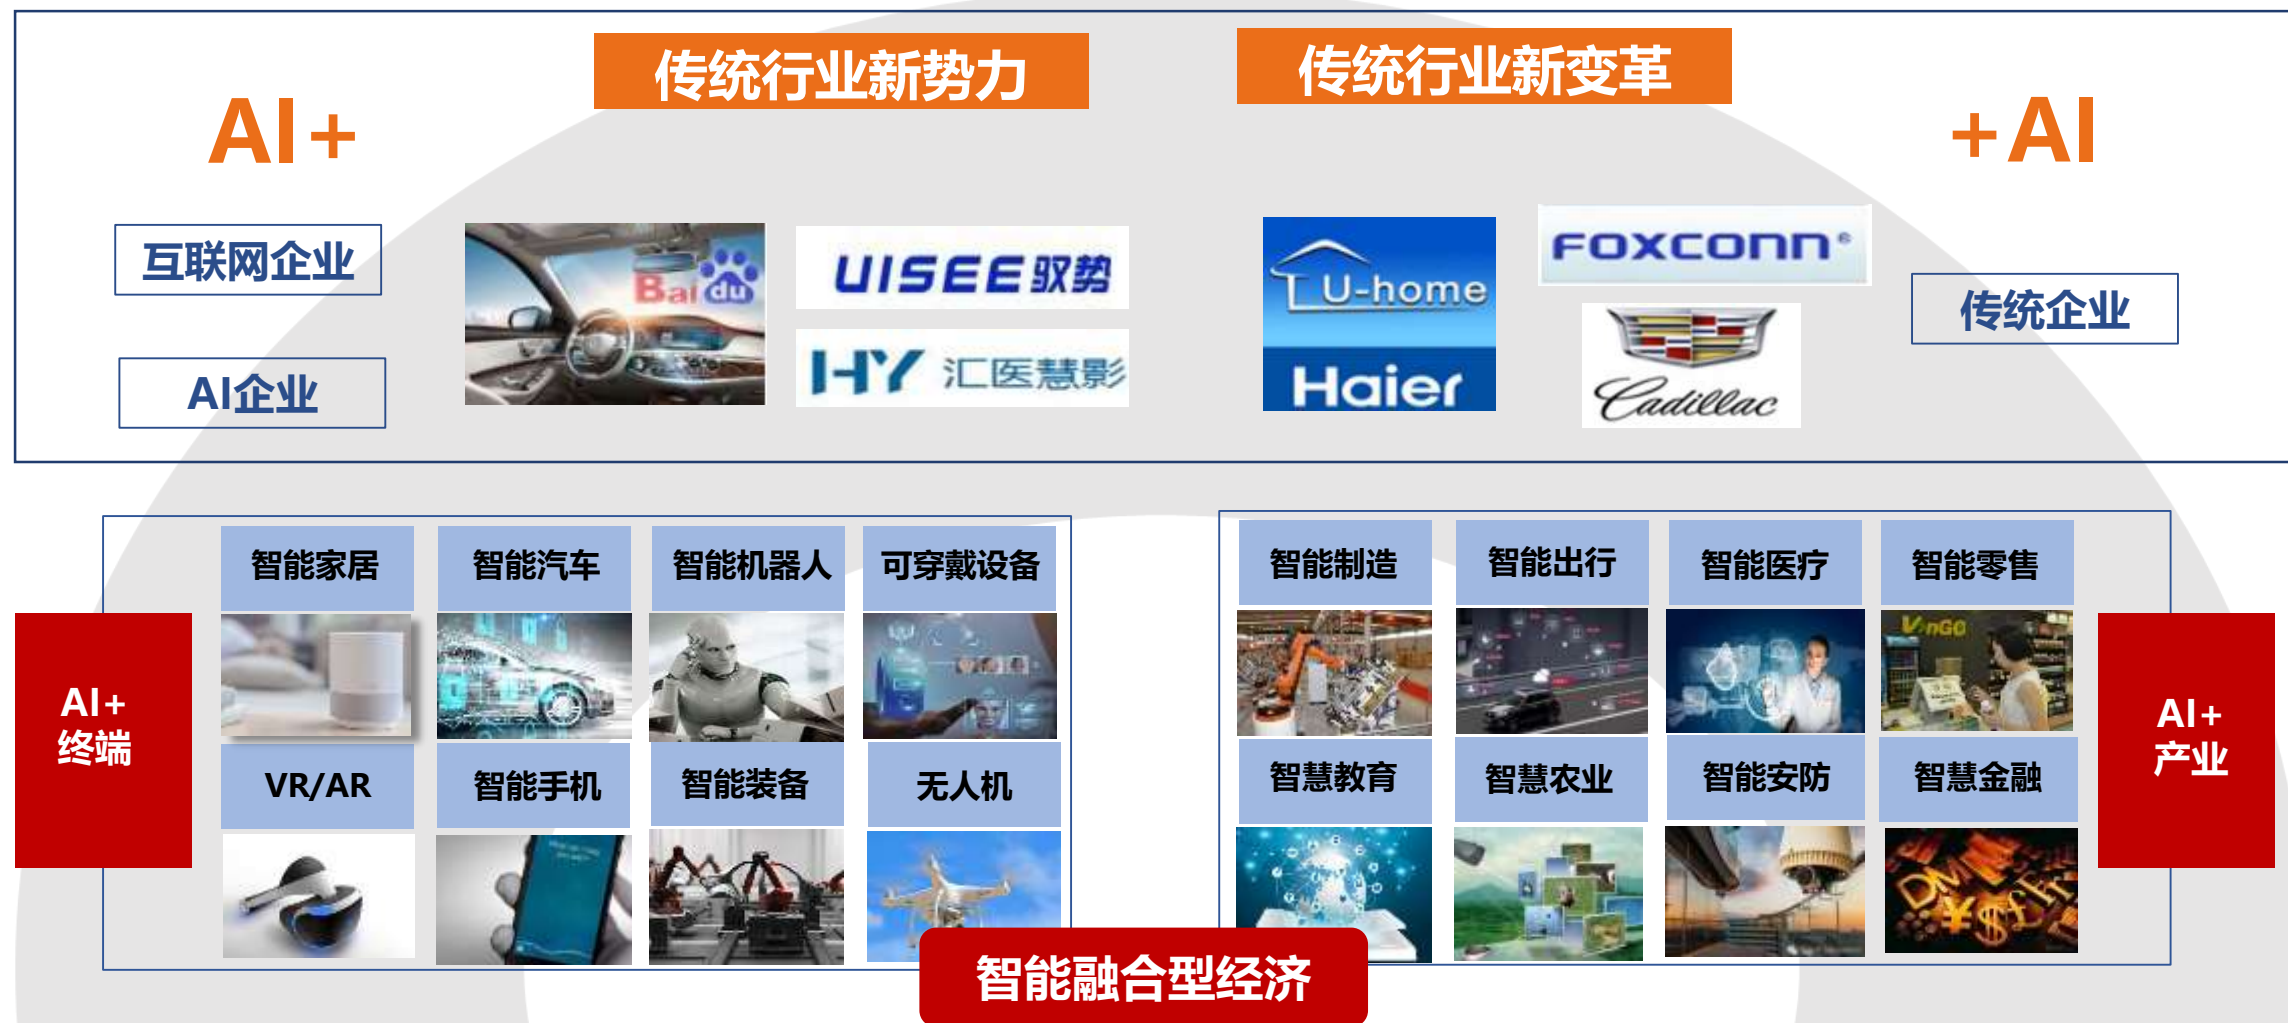 传统行业新势力
传统行业新变革
AI+
+AI
互联网企业
AI企业
传统企业
Bai du
UISEE驭势
HY 汇医慧影
U-home
Haier
FOXCONN®
Cadillac
智能家居
智能汽车
智能机器人
可穿戴设备
VR/AR
智能手机
智能装备
无人机
AI+
终端
智能制造
智能出行
智能医疗
智能零售
VinGO
智慧教育
智慧农业
智能安防
智慧金融
DM
¥$£Fr
AI+
产业
智能融合型经济